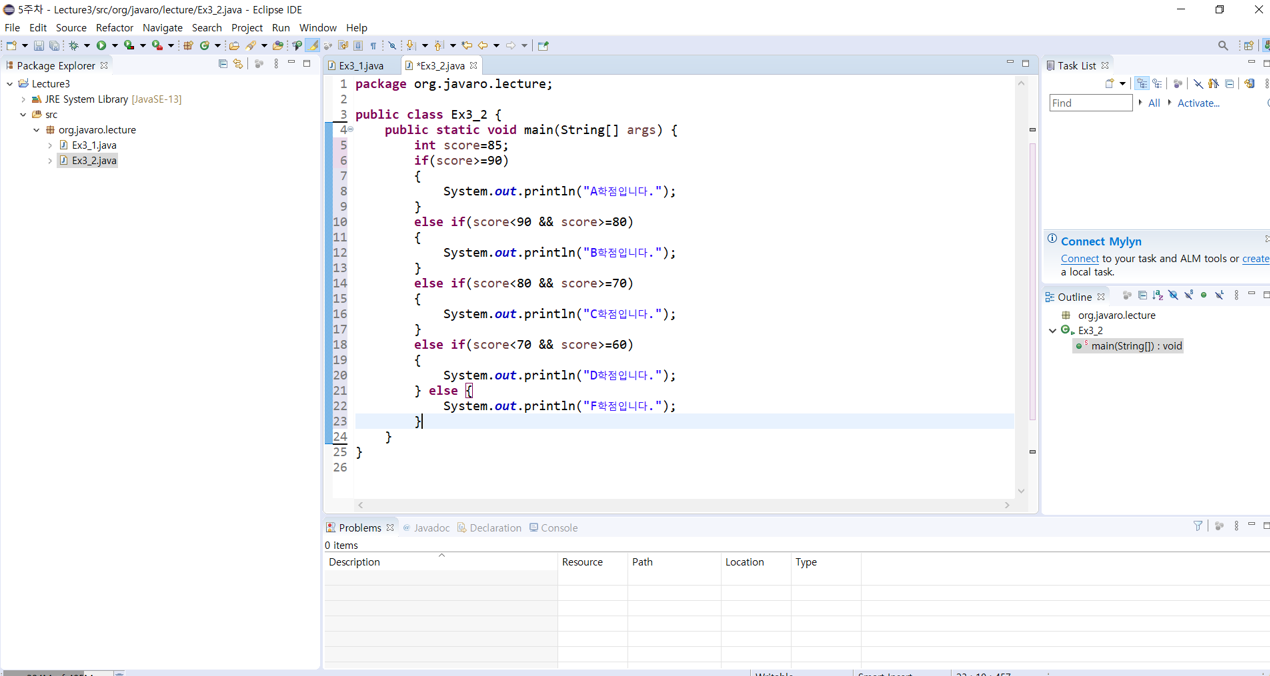 5주차 - Lecture3/src/org/javaro/lecture/Ex3_2.java - Eclipse IDE
File Edit Source Refactor Navigate Search Project Run Window Help
Package Explorer
Lecture3
JRE System Library [JavaSE-13]
src
org.javaro.lecture
Ex3_1.java
Ex3_2.java
Ex3_1.java *Ex3_2.java
1 package org.javaro.lecture;
2
3 public class Ex3_2 {
4 public static void main(String[] args) {
5 int score=85;
6 if(score>=90)
7 {
8 System.out.println("A학점입니다.");
9 }
10 else if(score<90 && score>=80)
11 {
12 System.out.println("B학점입니다.");
13 }
14 else if(score<80 && score>=70)
15 {
16 System.out.println("C학점입니다.");
17 }
18 else if(score<70 && score>=60)
19 {
20 System.out.println("D학점입니다.");
21 } else {
22 System.out.println("F학점입니다.");
23 }
24 }
25 }
26
Task List
Find All Activate...
Connect Mylyn
Connect to your task and ALM tools or create
a local task.
Outline
org.javaro.lecture
Ex3_2
main(String[]) : void
Problems Javadoc Declaration Console
0 items
Description Resource Path Location Type